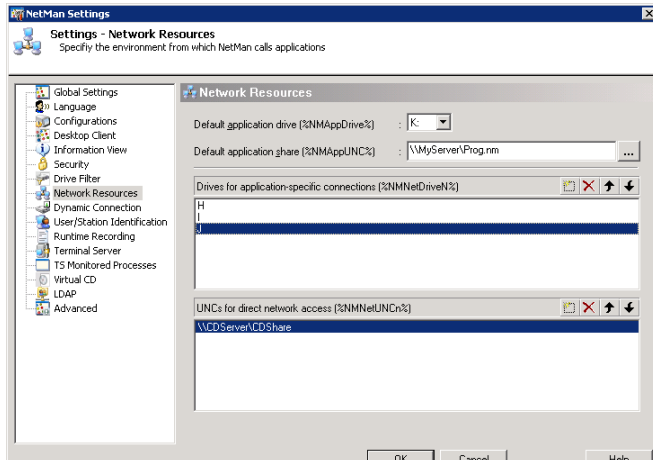 NetMan Settings
Settings - Network Resources
Specifiy the environment from which NetMan calls applications
Global Settings
Language
Configurations
Desktop Client
Information View
Security
Drive Filter
Network Resources
Dynamic Connection
User/Station Identification
Runtime Recording
Terminal Server
TS Monitored Processes
Virtual CD
LDAP
Advanced
Network Resources
Default application drive (%NMAppDrive%) : K:
Default application share (%NMAppUNC%) : \\MyServer\Prog.nm ...
Drives for application-specific connections (%NMNetDriveN%)
H
I
J
UNCs for direct network access (%NMNetUNCn%)
\\CDServer\CDShare
OK Cancel Help